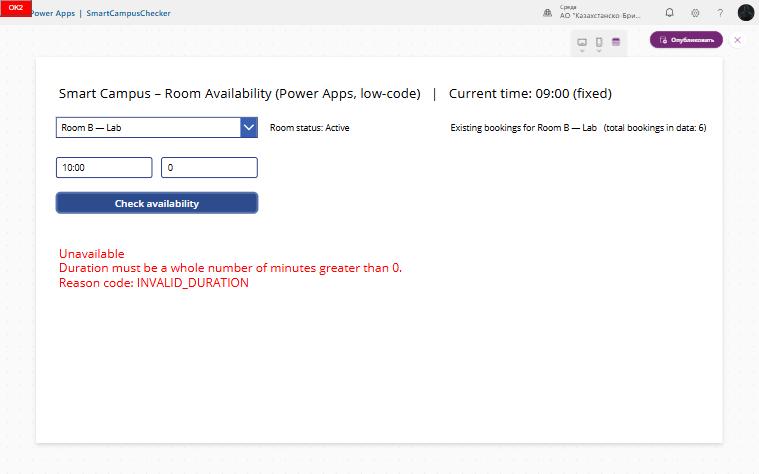 OK2
Power Apps | SmartCampusChecker
Среда
АО "Казахстанско-Бри...
?
Опубликовать
Smart Campus – Room Availability (Power Apps, low-code) | Current time: 09:00 (fixed)
Room B — Lab
Room status: Active
Existing bookings for Room B — Lab (total bookings in data: 6)
10:00
0
Check availability
Unavailable
Duration must be a whole number of minutes greater than 0.
Reason code: INVALID_DURATION